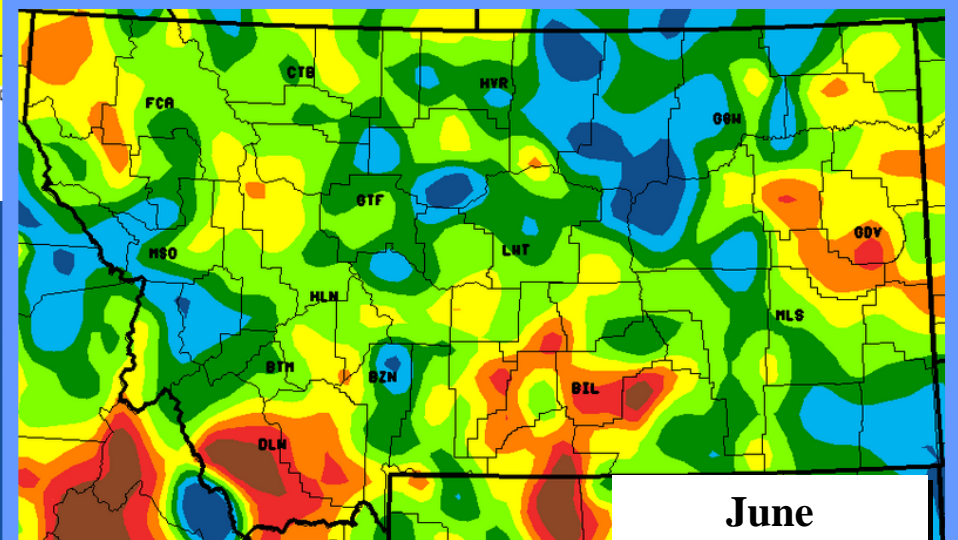 CTB
HVR
FCA
GGW
GTF
GDV
MSO
LWT
HLN
MLS
BTM
BZN
BIL
DLN
June